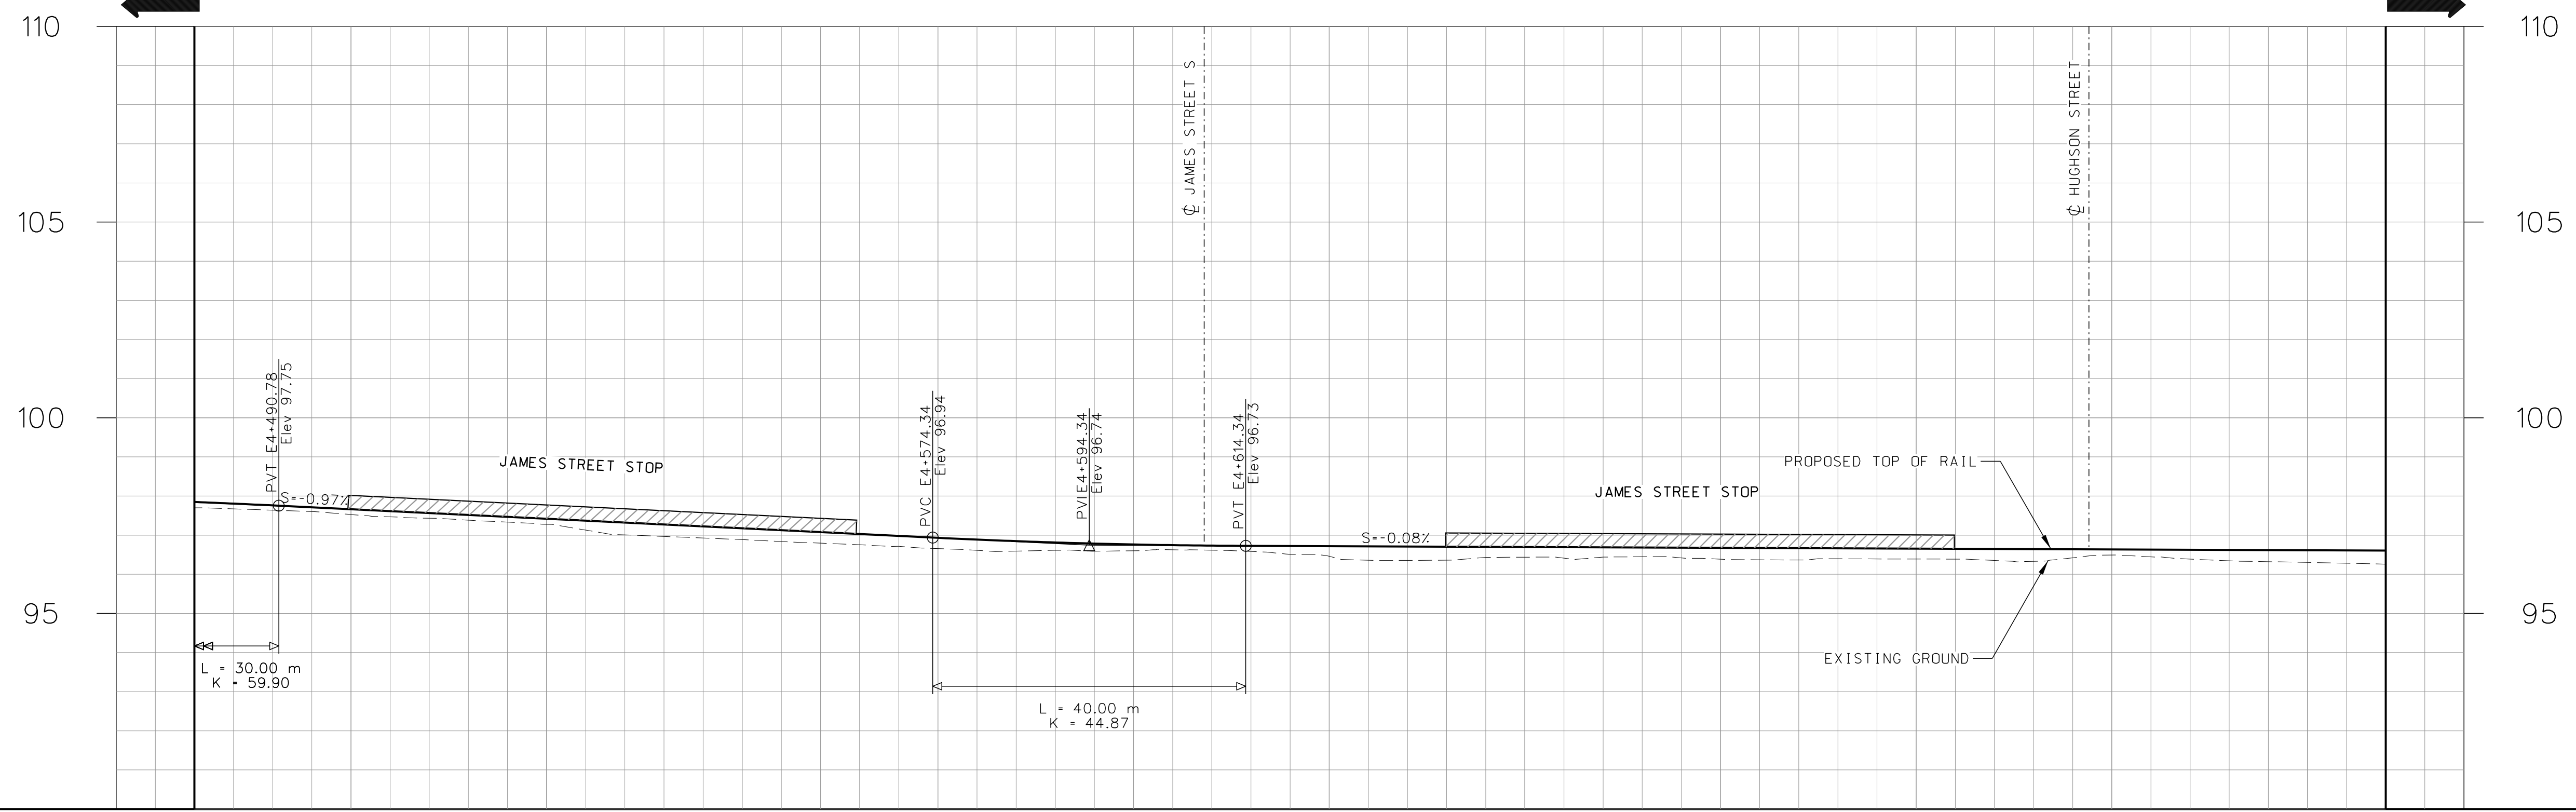 110
110
℄ JAMES STREET S
℄ HUGHSON STREET
105
105
100
100
PVT E4+490.78
Elev 97.75
S=-0.97%
JAMES STREET STOP
PVC E4+574.34
Elev 96.94
PVI E4+594.34
Elev 96.74
PVT E4+614.34
Elev 96.73
S=-0.08%
JAMES STREET STOP
PROPOSED TOP OF RAIL
95
95
EXISTING GROUND
L = 30.00 m
K = 59.90
L = 40.00 m
K = 44.87